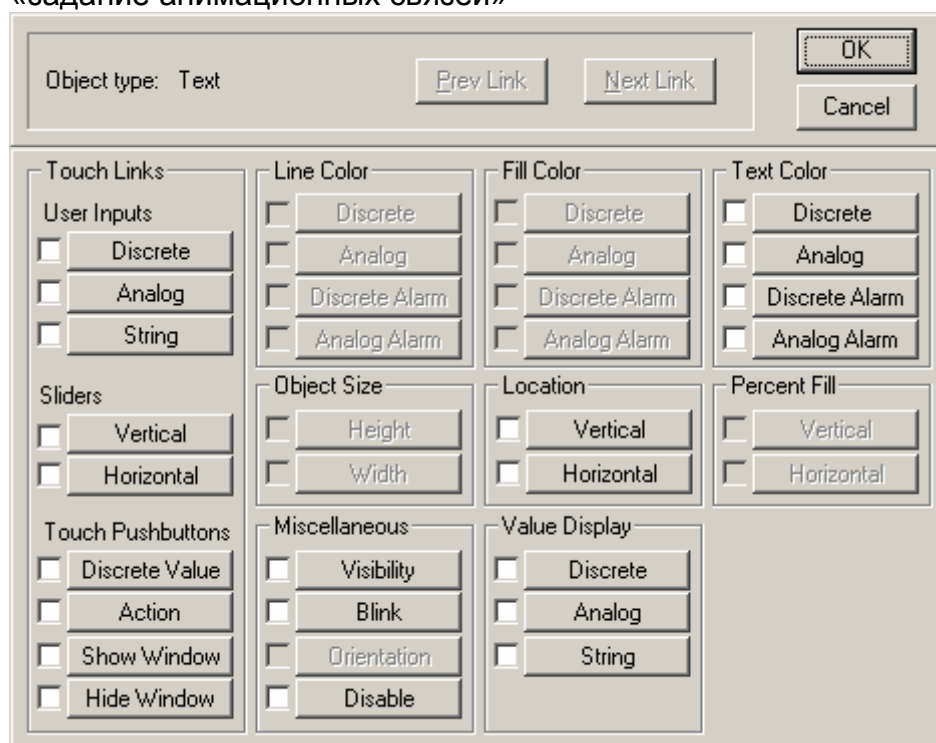 «задание анимационных связей»
Object type: Text
Prev Link
Next Link
OK
Cancel
Touch Links
User Inputs
Discrete
Analog
String
Sliders
Vertical
Horizontal
Touch Pushbuttons
Discrete Value
Action
Show Window
Hide Window
Line Color
Discrete
Analog
Discrete Alarm
Analog Alarm
Fill Color
Discrete
Analog
Discrete Alarm
Analog Alarm
Text Color
Discrete
Analog
Discrete Alarm
Analog Alarm
Object Size
Height
Width
Location
Vertical
Horizontal
Percent Fill
Vertical
Horizontal
Miscellaneous
Visibility
Blink
Orientation
Disable
Value Display
Discrete
Analog
String